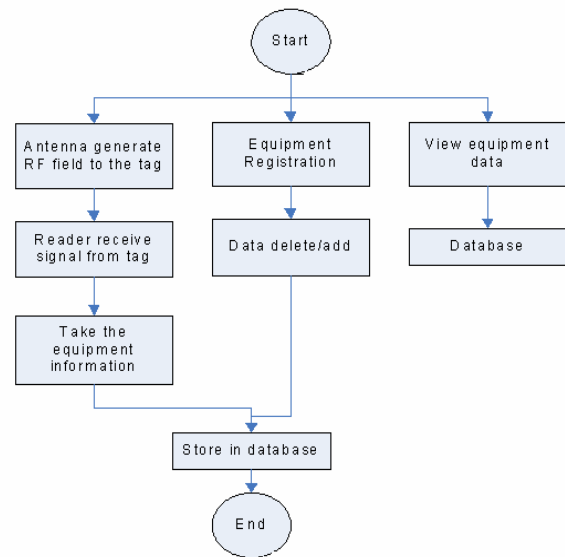 Start
Antenna generate
RF field to the tag
Equipment
Registration
View equipment
data
Reader receive
signal from tag
Data delete/add
Database
Take the
equipment
information
Store in database
End